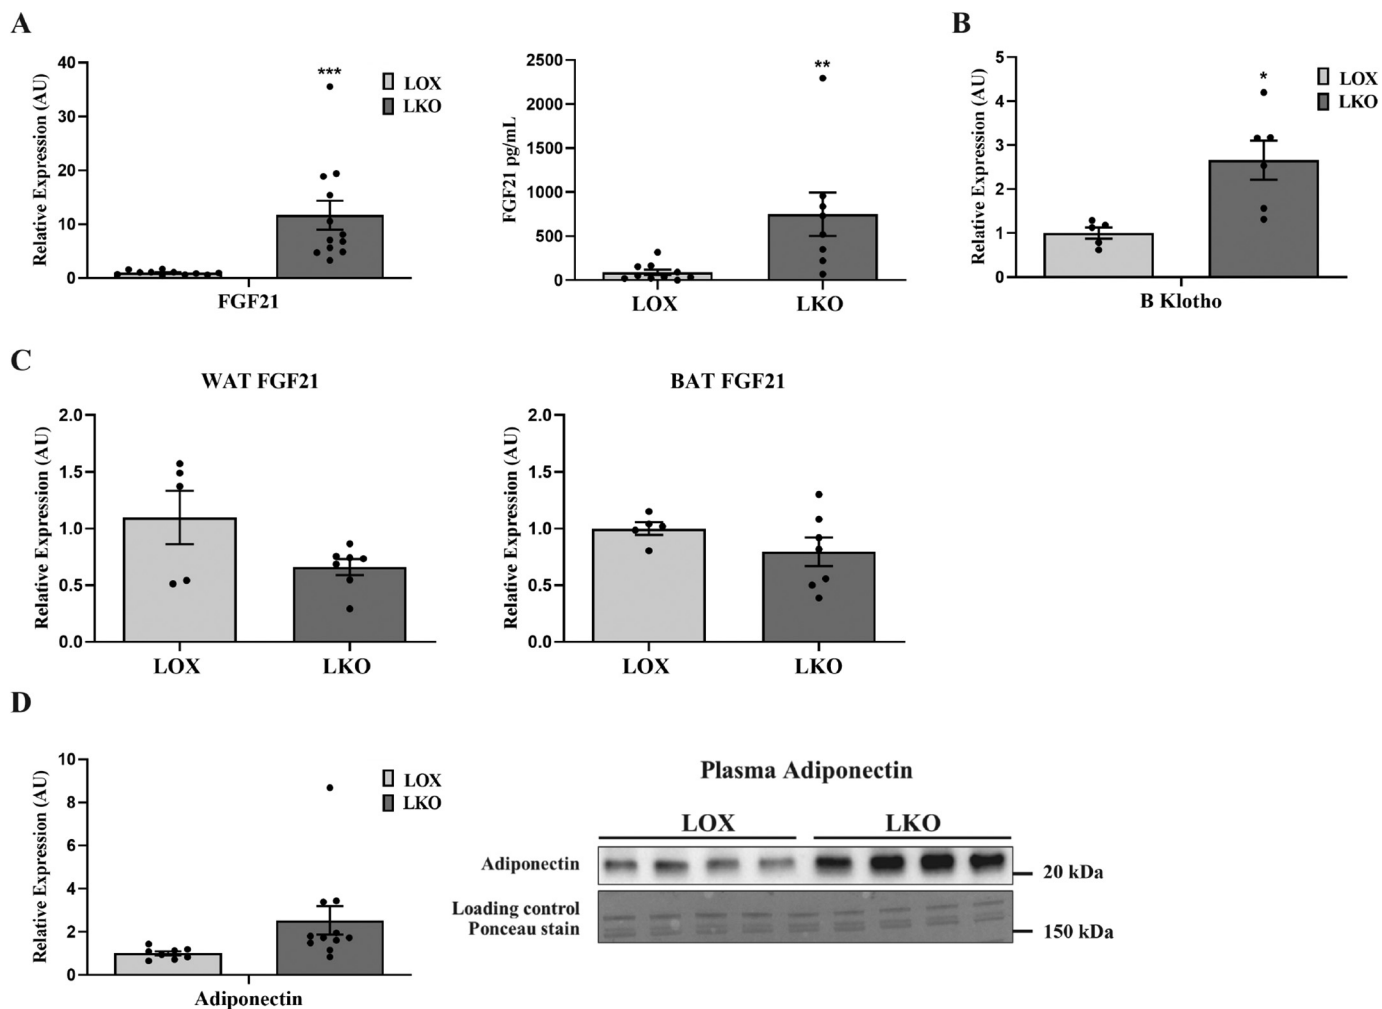 A
Relative Expression (AU)
40
30
20
10
0
***
LOX
LKO
FGF21
FGF21 pg/mL
2500
2000
1500
1000
500
0
**
LOX
LKO
B
Relative Expression (AU)
5
4
3
2
1
0
*
LOX
LKO
B Klotho
C
WAT FGF21
Relative Expression (AU)
2.0
1.5
1.0
0.5
0.0
LOX
LKO
BAT FGF21
Relative Expression (AU)
2.0
1.5
1.0
0.5
0.0
LOX
LKO
D
Relative Expression (AU)
10
8
6
4
2
0
LOX
LKO
Adiponectin
Plasma Adiponectin
LOX
LKO
Adiponectin
20 kDa
Loading control
Ponceau stain
150 kDa